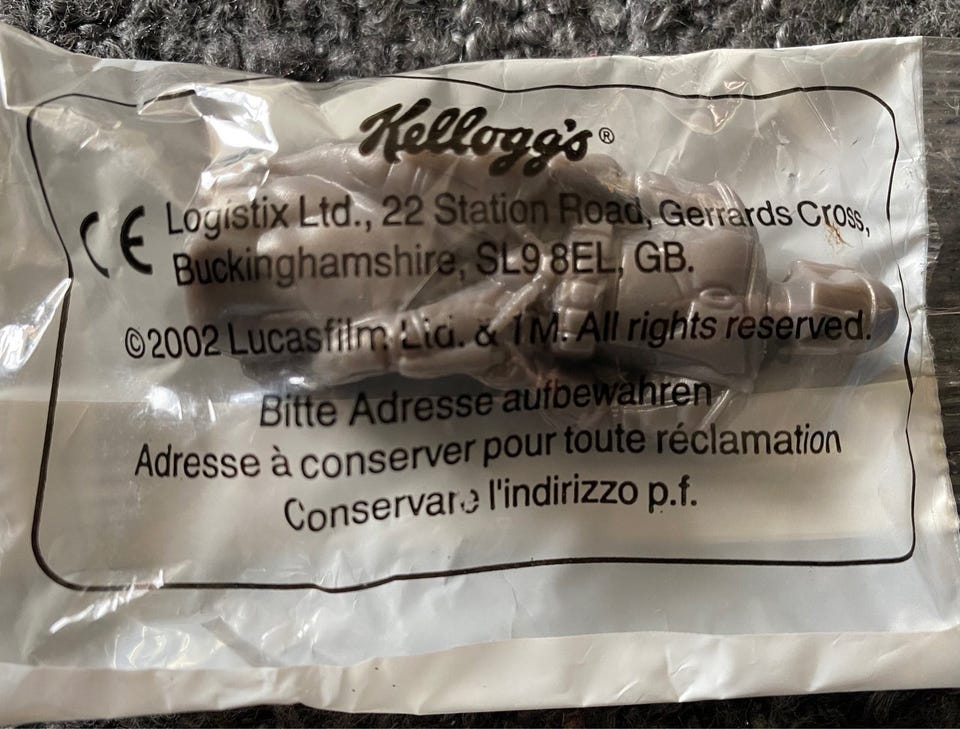 Kellogg's®
CE Logistix Ltd., 22 Station Road, Gerrards Cross,
Buckinghamshire, SL9 8EL, GB.
©2002 Lucasfilm Ltd. & TM. All rights reserved.
Bitte Adresse aufbewahren
Adresse à conserver pour toute réclamation
Conservare l'indirizzo p.f.